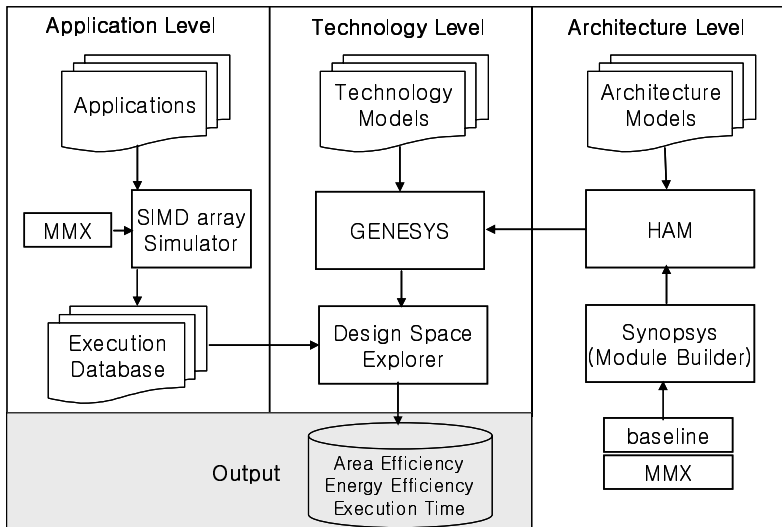 Application Level
Applications
MMX
SIMD array
Simulator
Execution
Database
Technology Level
Technology
Models
GENESYS
Design Space
Explorer
Architecture Level
Architecture
Models
HAM
Synopsys
(Module Builder)
baseline
MMX
Output
Area Efficiency
Energy Efficiency
Execution Time